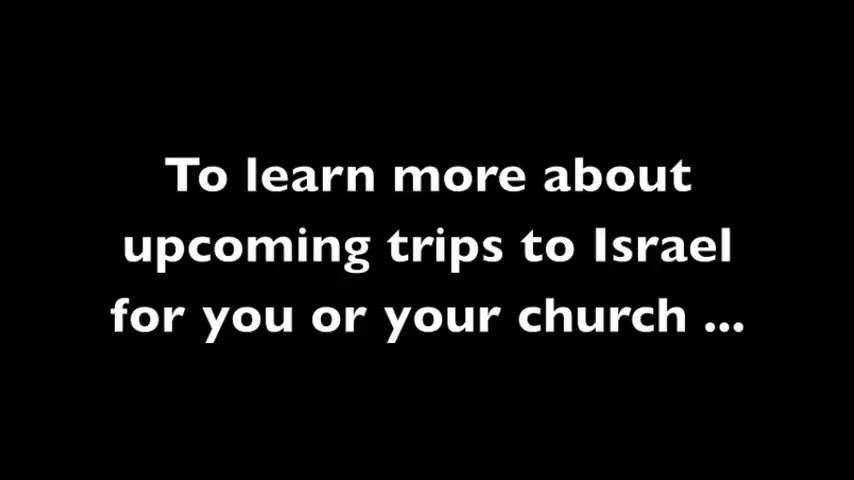 To learn more about
upcoming trips to Israel
for you or your church ...